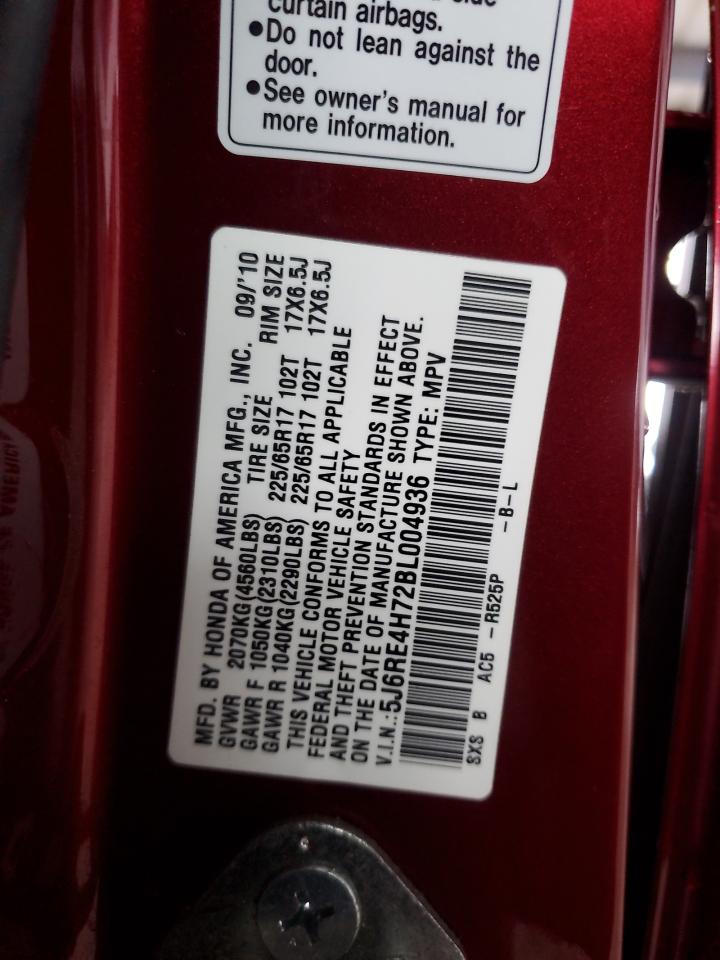 curtain airbags.
•Do not lean against the
door.
•See owner's manual for
more information.
MFD. BY HONDA OF AMERICA MFG., INC. 09/'10
GVWR 2070KG(4560LBS) TIRE SIZE RIM SIZE
GAWR F 1050KG(2310LBS) 225/65R17 102T 17X6.5J
GAWR R 1040KG(2290LBS) 225/65R17 102T 17X6.5J
THIS VEHICLE CONFORMS TO ALL APPLICABLE
FEDERAL MOTOR VEHICLE SAFETY
AND THEFT PREVENTION STANDARDS IN EFFECT
ON THE DATE OF MANUFACTURE SHOWN ABOVE.
V.I.N.:5J6RE4H72BL004936 TYPE: MPV
SXS B AC5 -R525P -B-L